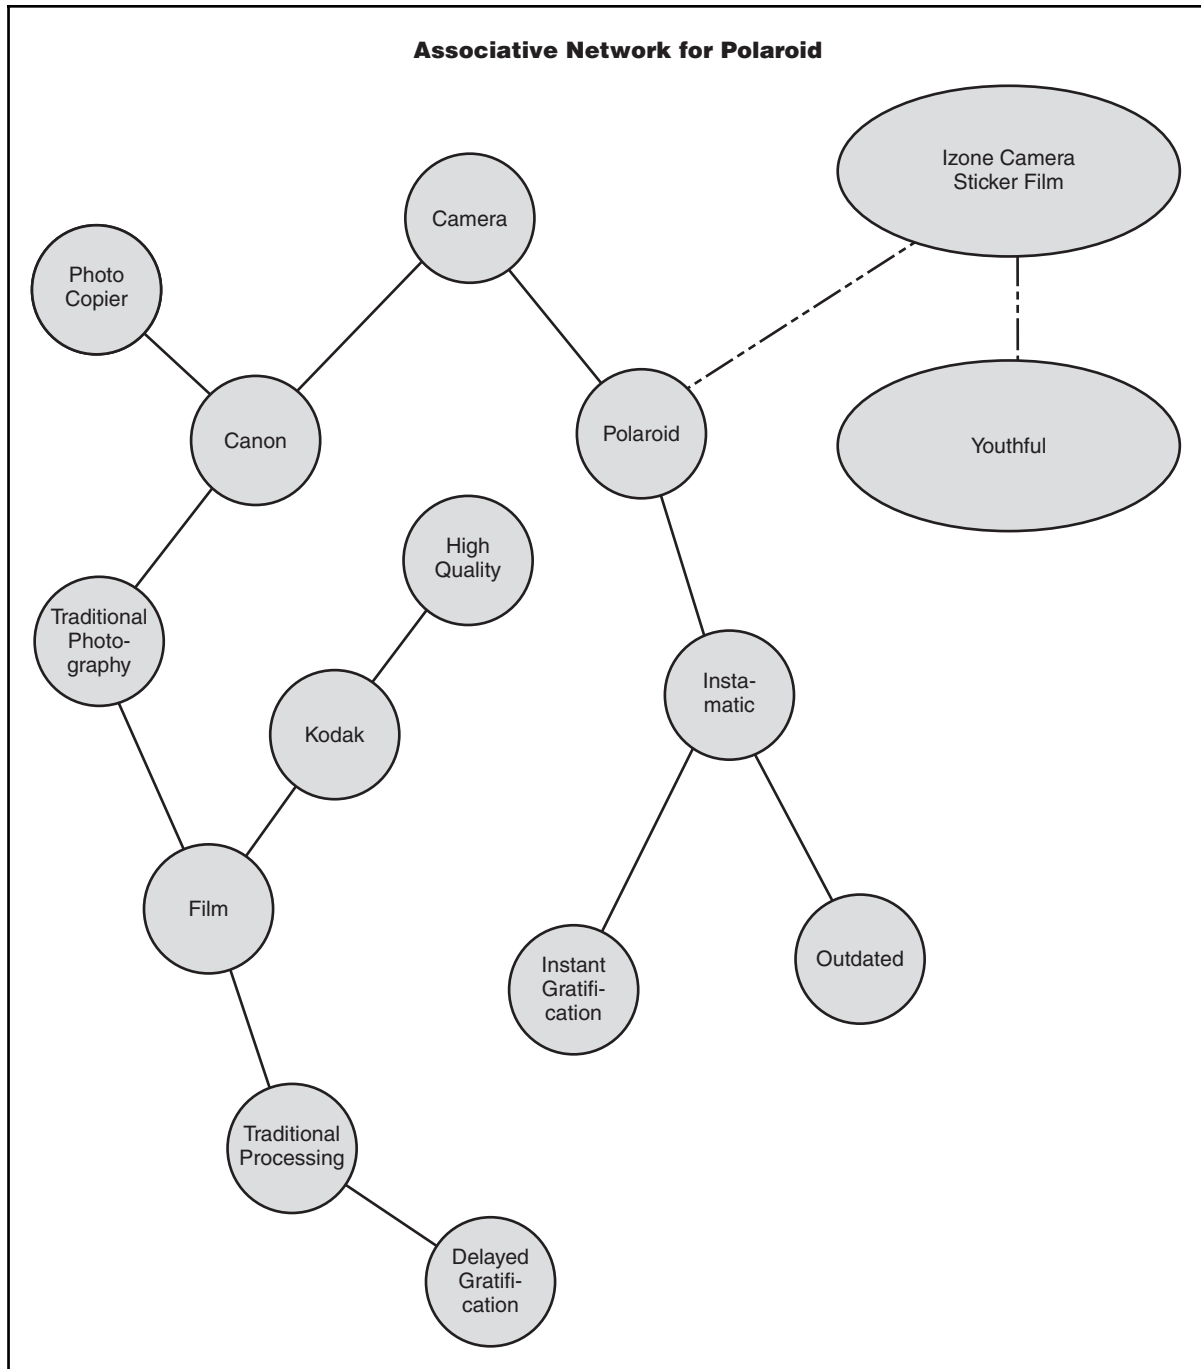 Associative Network for Polaroid
Izone Camera
Sticker Film
Camera
Photo
Copier
Polaroid
Canon
Youthful
High
Quality
Traditional
Photo-
graphy
Insta-
matic
Kodak
Film
Instant
Gratifi-
cation
Outdated
Traditional
Processing
Delayed
Gratifi-
cation